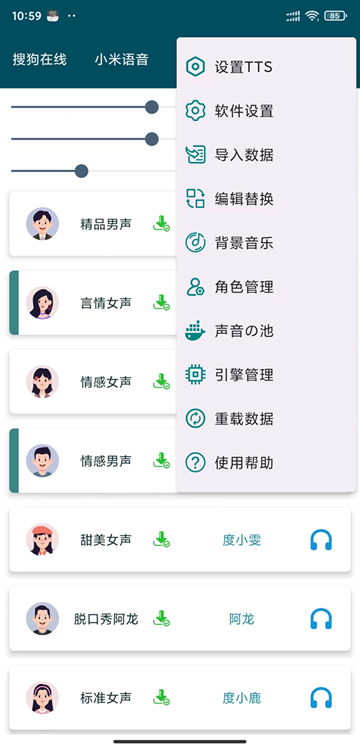 10:59
85
搜狗在线 小米语音
设置TTS
软件设置
导入数据
编辑替换
背景音乐
角色管理
声音の池
引擎管理
重载数据
使用帮助
精品男声
言情女声
情感女声
情感男声
甜美女声 度小雯
脱口秀阿龙 阿龙
标准女声 度小鹿